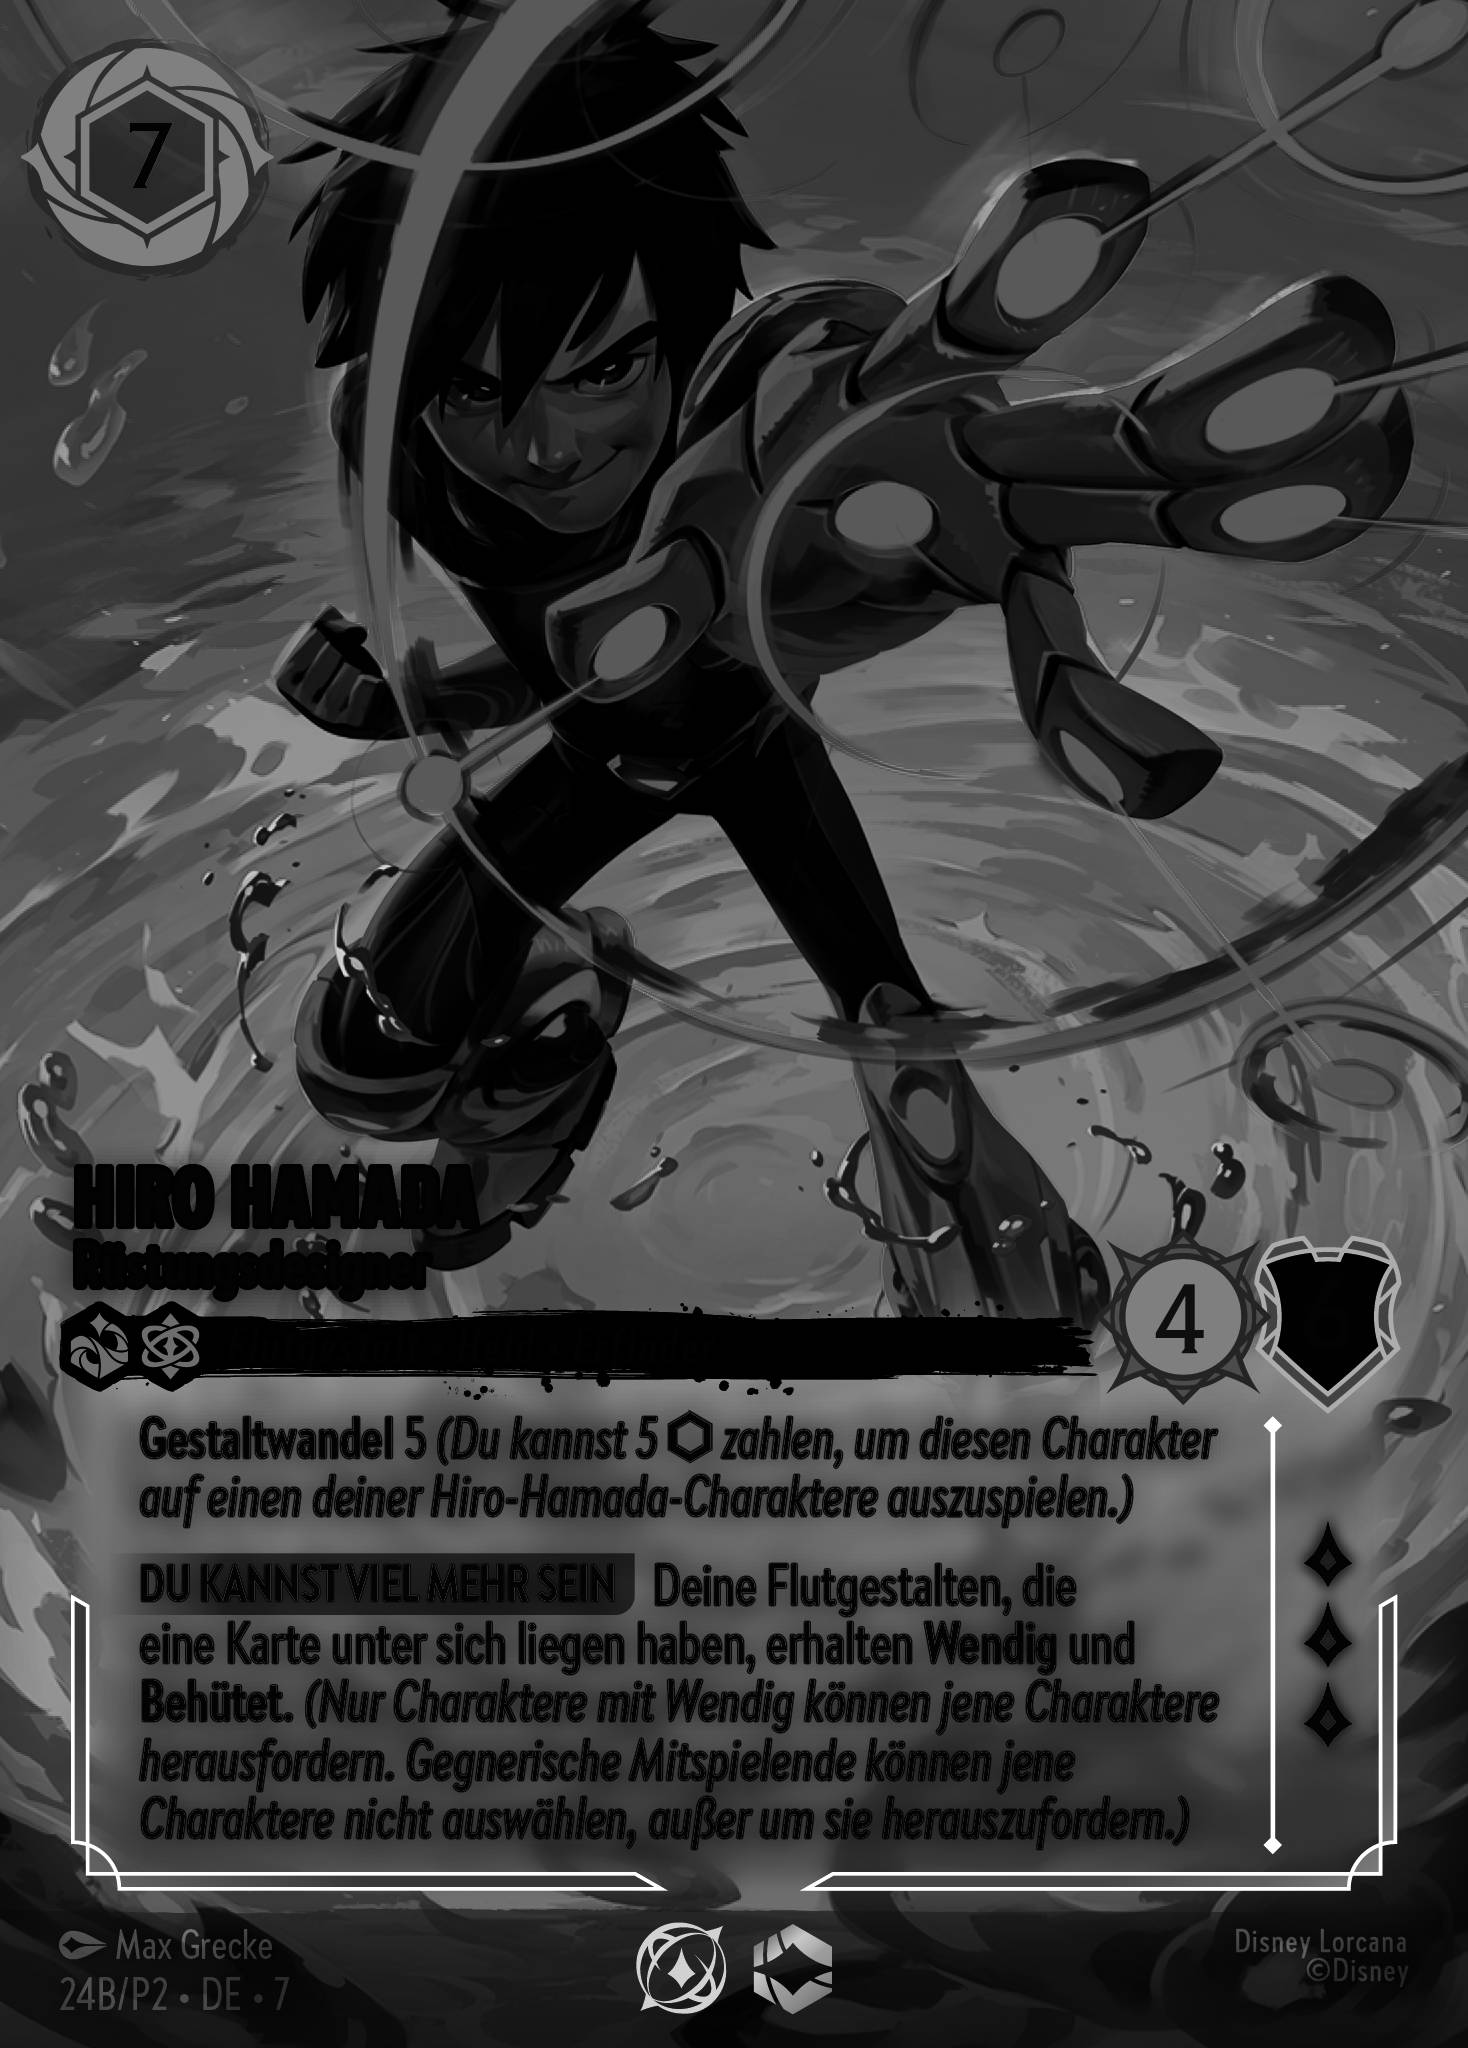 7
HIRO HAMADA
Rüstungsdesigner
4
Gestaltwandel 5 (Du kannst 5 zahlen, um diesen Charakter
auf einen deiner Hiro-Hamada-Charaktere auszuspielen.)
DU KANNST VIEL MEHR SEIN Deine Flutgestalten, die
eine Karte unter sich liegen haben, erhalten Wendig und
Behütet. (Nur Charaktere mit Wendig können jene Charaktere
herausfordern. Gegnerische Mitspielende können jene
Charaktere nicht auswählen, außer um sie herauszufordern.)
Max Grecke
24B/P2 • DE • 7
Disney Lorcana
©Disney